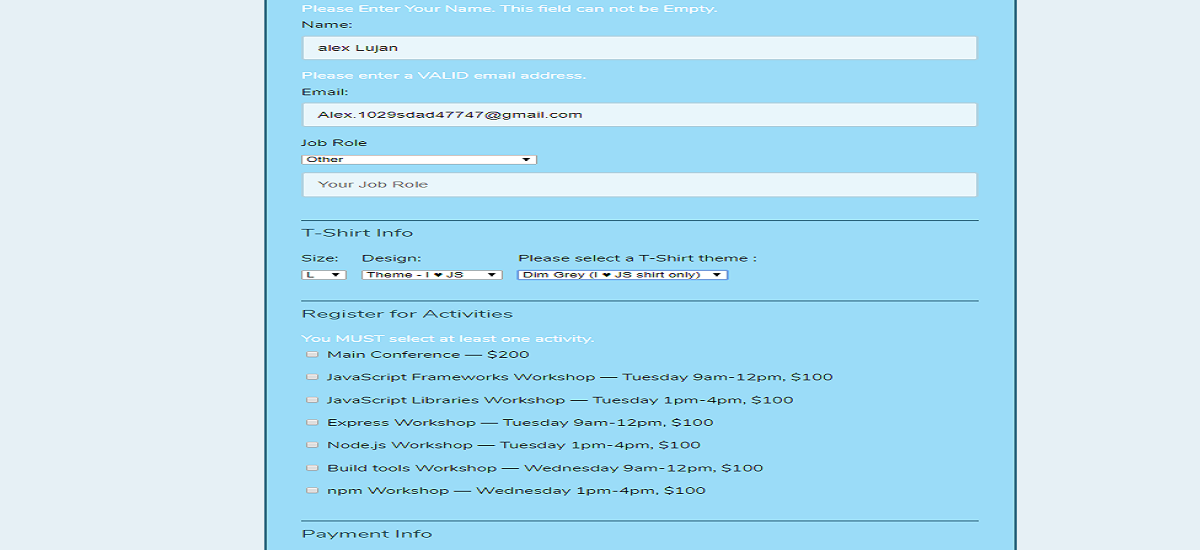 Please Enter Your Name. This field can not be Empty.
Name:
alex Lujan
Please enter a VALID email address.
Email:
Alex.1029sdad47747@gmail.com
Job Role
Other
Your Job Role
T-Shirt Info
Size: Design: Please select a T-Shirt theme :
L Theme - I ❤ JS Dim Grey (I ❤ JS shirt only)
Register for Activities
You MUST select at least one activity.
Main Conference — $200
JavaScript Frameworks Workshop — Tuesday 9am-12pm, $100
JavaScript Libraries Workshop — Tuesday 1pm-4pm, $100
Express Workshop — Tuesday 9am-12pm, $100
Node.js Workshop — Tuesday 1pm-4pm, $100
Build tools Workshop — Wednesday 9am-12pm, $100
npm Workshop — Wednesday 1pm-4pm, $100
Payment Info